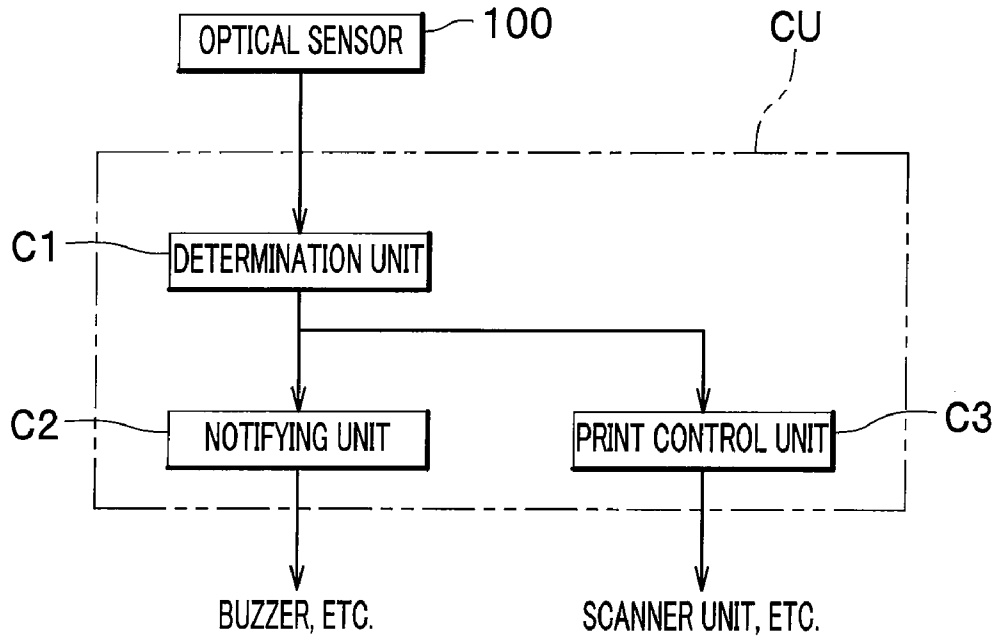 OPTICAL SENSOR
100
CU
C1
DETERMINATION UNIT
C2
NOTIFYING UNIT
PRINT CONTROL UNIT
C3
BUZZER, ETC.
SCANNER UNIT, ETC.